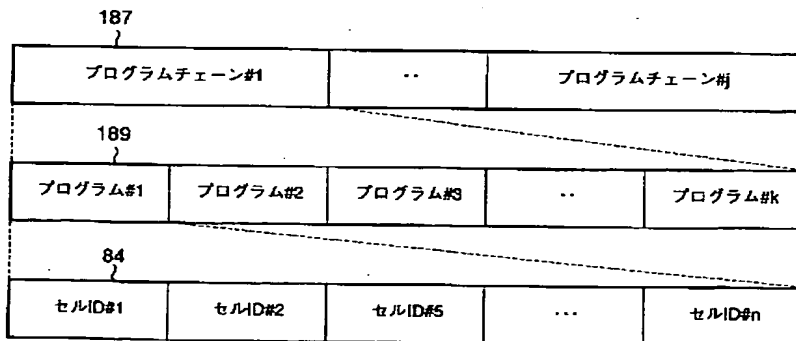 187
プログラムチェーン#1 ‥ プログラムチェーン#j
189
プログラム#1 プログラム#2 プログラム#3 ‥ プログラム#k
84
セルID#1 セルID#2 セルID#5 ... セルID#n